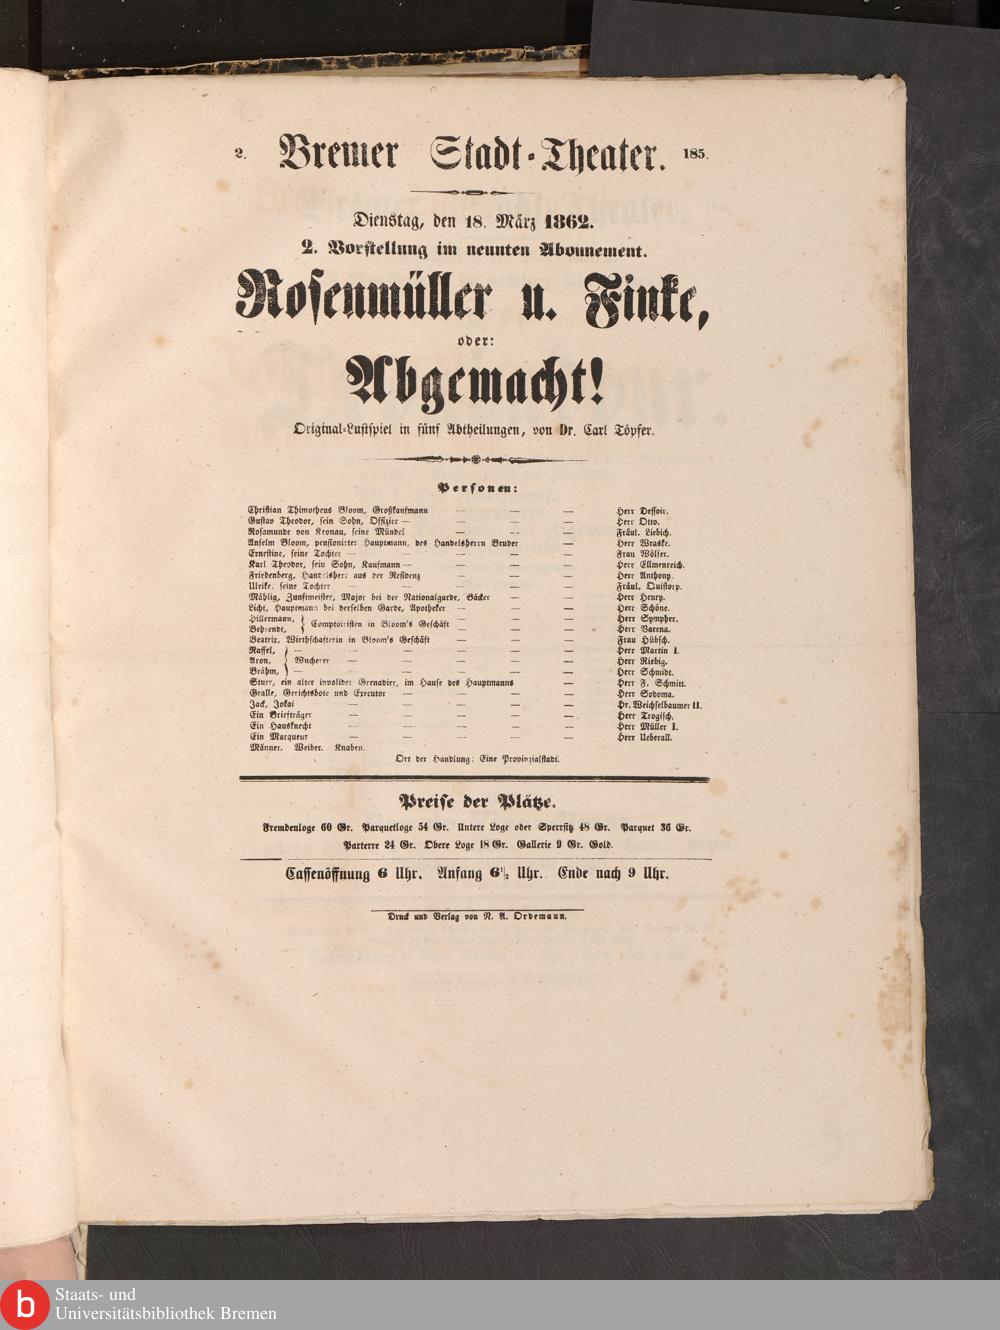 2. Bremer Stadt-Theater. 185.
Dienstag, den 18. März 1862.
2. Vorstellung im neunten Abonnement.
Rosenmüller u. Finke,
oder:
Abgemacht!
Original-Lustspiel in fünf Abtheilungen, von Dr. Carl Töpfer.
Personen:
Christian Thimotheus Bloom, Großkaufmann — — — Herr Dessoir.
Gustav Theodor, sein Sohn, Offizier — — — — Herr Otto.
Rosamunde von Kronau, seine Mündel — — — Fräul. Liebich.
Anselm Bloom, pensionirter Hauptmann, des Handelsherrn Bruder — Herr Wraske.
Ernestine, seine Tochter — — — — — Frau Wölfer.
Karl Theodor, sein Sohn, Kaufmann — — — — Herr Ellmenreich.
Friedenberg, Handelsherr aus der Residenz — — — Herr Anthony.
Ulrike, seine Tochter — — — — — Fräul. Quistorp.
Mählig, Zunftmeister, Major bei der Nationalgarde, Bäcker — — Herr Henry.
Licht, Hauptmann bei derselben Garde, Apotheker — — — Herr Schöne.
Hillermann, } Comptoiristen in Bloom's Geschäft — — — Herr Sympher.
Behrendt, Herr Varena.
Beatrix, Wirthschafterin in Bloom's Geschäft — — — Frau Hübsch.
Raffel, — — — — — — Herr Martin I.
Aron, } Wucherer — — — — — Herr Riebig.
Brähm, — — — — — — Herr Schmidt.
Sturr, ein alter invalider Grenadier, im Hause des Hauptmanns — Herr F. Schmitt.
Gralle, Gerichtsbote und Executor — — — — Herr Sodoma.
Jack, Jokai — — — — — Hr. Weichselbaumer II.
Ein Briefträger — — — — — Herr Trogisch.
Ein Hausknecht — — — — — Herr Müller I.
Ein Marqueur — — — — — Herr Ueberall.
Männer. Weiber. Knaben.
Ort der Handlung: Eine Provinzialstadt.
Preise der Plätze.
Fremdenloge 60 Gr. Parquetloge 54 Gr. Untere Loge oder Sperrsitz 48 Gr. Parquet 36 Gr.
Parterre 24 Gr. Obere Loge 18 Gr. Gallerie 9 Gr. Gold.
Cassenöffnung 6 Uhr. Anfang 6½ Uhr. Ende nach 9 Uhr.
Druck und Verlag von N. A. Ordemann.
b Staats- und
Universitätsbibliothek Bremen